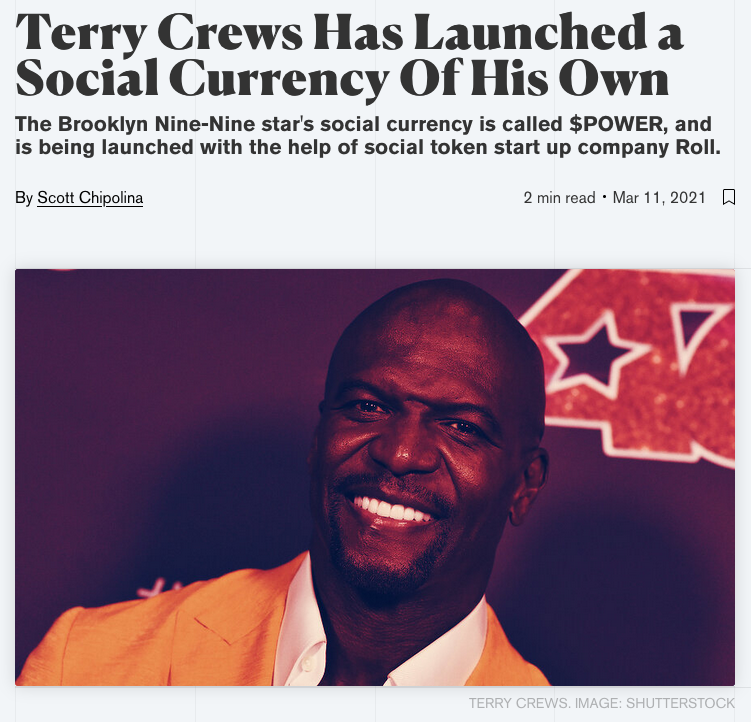 Terry Crews Has Launched a
Social Currency Of His Own
The Brooklyn Nine-Nine star's social currency is called $POWER, and
is being launched with the help of social token start up company Roll.
By Scott Chipolina
2 min read • Mar 11, 2021
TERRY CREWS. IMAGE: SHUTTERSTOCK